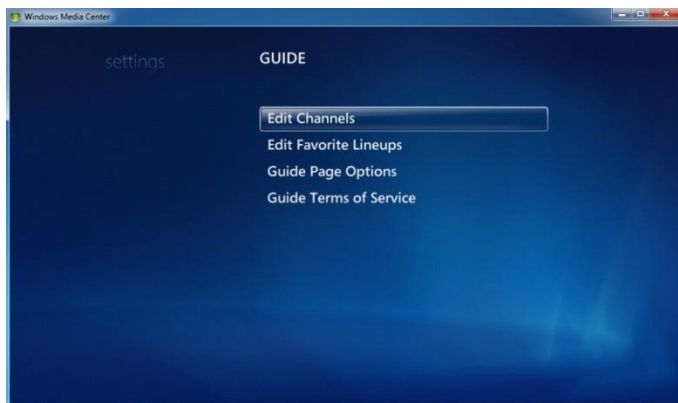 Windows Media Center
settings
GUIDE
Edit Channels
Edit Favorite Lineups
Guide Page Options
Guide Terms of Service